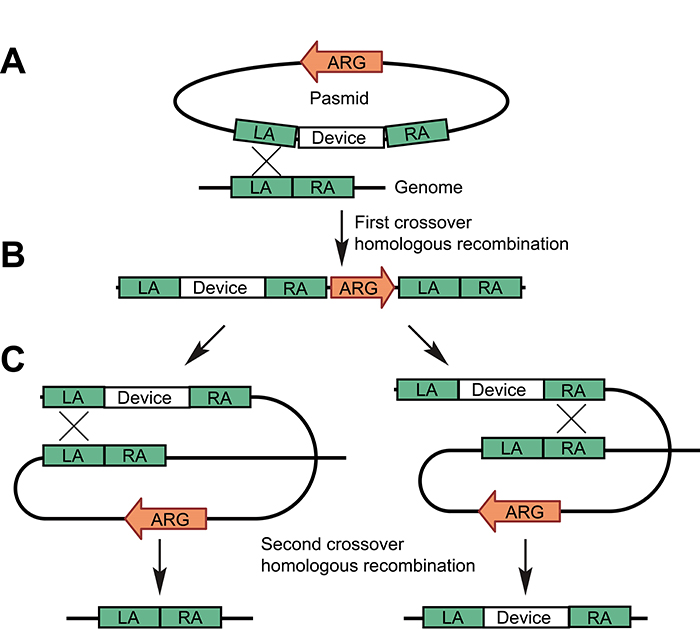 A
ARG
Pasmid
LA Device RA
LA RA Genome
First crossover
homologous recombination
B
LA Device RA ARG LA RA
C
LA Device RA
LA RA
ARG
LA Device RA
LA RA
ARG
Second crossover
homologous recombination
LA RA
LA Device RA